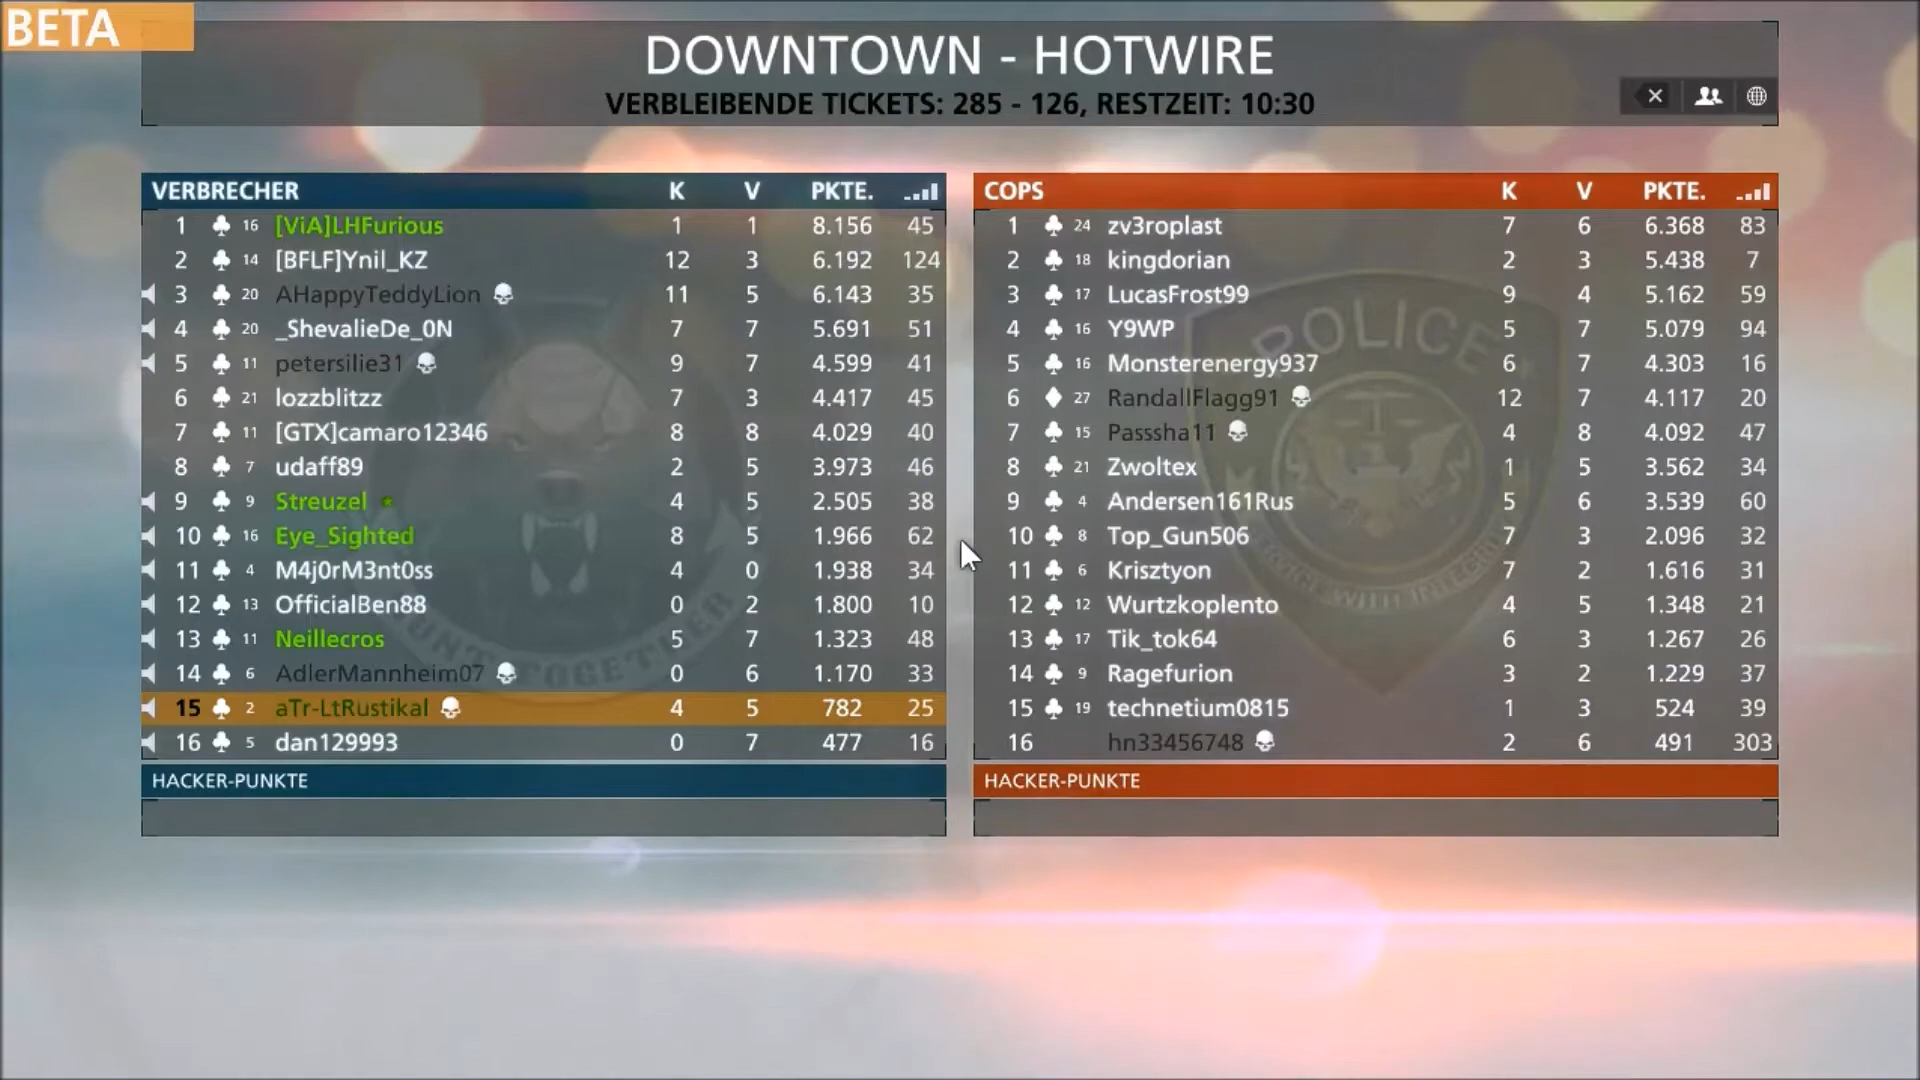 BETA
DOWNTOWN - HOTWIRE
VERBLEIBENDE TICKETS: 285 - 126, RESTZEIT: 10:30
VERBRECHER K V PKTE.
1 16 [ViA]LHFurious 1 1 8.156 45
2 14 [BFLF]Ynil_KZ 12 3 6.192 124
3 20 AHappyTeddyLion 11 5 6.143 35
4 20 _ShevalieDe_0N 7 7 5.691 51
5 11 petersilie31 9 7 4.599 41
6 21 lozzblitzz 7 3 4.417 45
7 11 [GTX]camaro12346 8 8 4.029 40
8 7 udaff89 2 5 3.973 46
9 9 Streuzel 4 5 2.505 38
10 16 Eye_Sighted 8 5 1.966 62
11 4 M4j0rM3nt0ss 4 0 1.938 34
12 13 OfficialBen88 0 2 1.800 10
13 11 Neillecros 5 7 1.323 48
14 6 AdlerMannheim07 0 6 1.170 33
15 2 aTr-LtRustikal 4 5 782 25
16 5 dan129993 0 7 477 16
HACKER-PUNKTE
COPS K V PKTE.
1 24 zv3roplast 7 6 6.368 83
2 18 kingdorian 2 3 5.438 7
3 17 LucasFrost99 9 4 5.162 59
4 16 Y9WP 5 7 5.079 94
5 16 Monsterenergy937 6 7 4.303 16
6 27 RandallFlagg91 12 7 4.117 20
7 15 Passsha11 4 8 4.092 47
8 21 Zwoltex 1 5 3.562 34
9 4 Andersen161Rus 5 6 3.539 60
10 8 Top_Gun506 7 3 2.096 32
11 6 Krisztyon 7 2 1.616 31
12 12 Wurtzkoplento 4 5 1.348 21
13 17 Tik_tok64 6 3 1.267 26
14 9 Ragefurion 3 2 1.229 37
15 19 technetium0815 1 3 524 39
16 hn33456748 2 6 491 303
HACKER-PUNKTE
POLICE